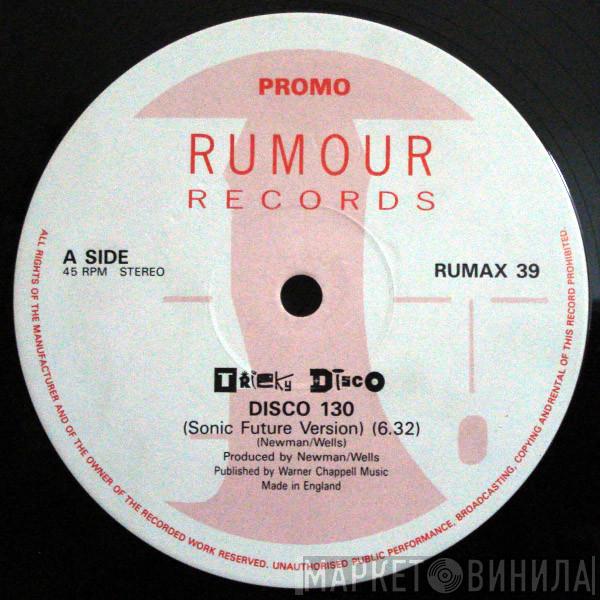 PROMO
RUMOUR
RECORDS
A SIDE
45 RPM STEREO
RUMAX 39
Tricky Disco
DISCO 130
(Sonic Future Version) (6.32)
(Newman/Wells)
Produced by Newman/Wells
Published by Warner Chappell Music
Made in England
ALL RIGHTS OF THE MANUFACTURER AND OF THE OWNER OF THE RECORDED WORK RESERVED. UNAUTHORISED PUBLIC PERFORMANCE, BROADCASTING, COPYING AND RENTAL OF THIS RECORD PROHIBITED.
МАРКЕТ ВИНИЛА